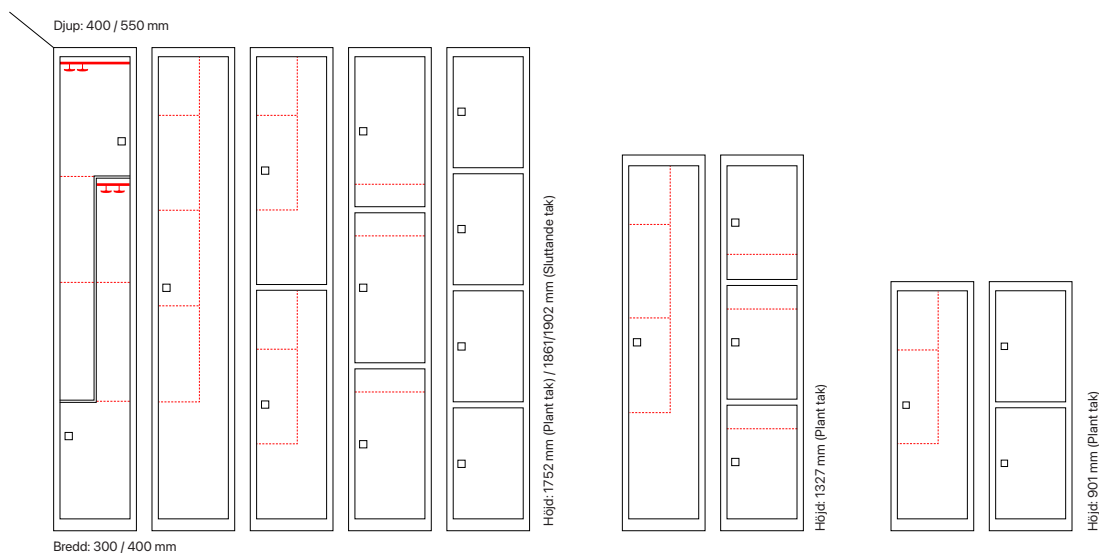 Djup: 400 / 550 mm
Höjd: 1752 mm (Plant tak) / 1861/1902 mm (Sluttande tak)
Höjd: 1327 mm (Plant tak)
Höjd: 901 mm (Plant tak)
Bredd: 300 / 400 mm